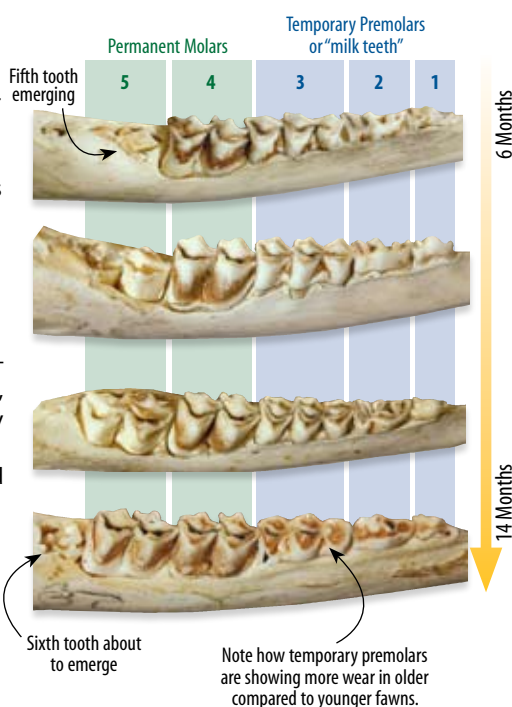 Temporary Premolars
or “milk teeth”
Permanent Molars
5
4
3
2
1
Fifth tooth
emerging
6 Months
14 Months
Sixth tooth about
to emerge
Note how temporary premolars
are showing more wear in older
compared to younger fawns.